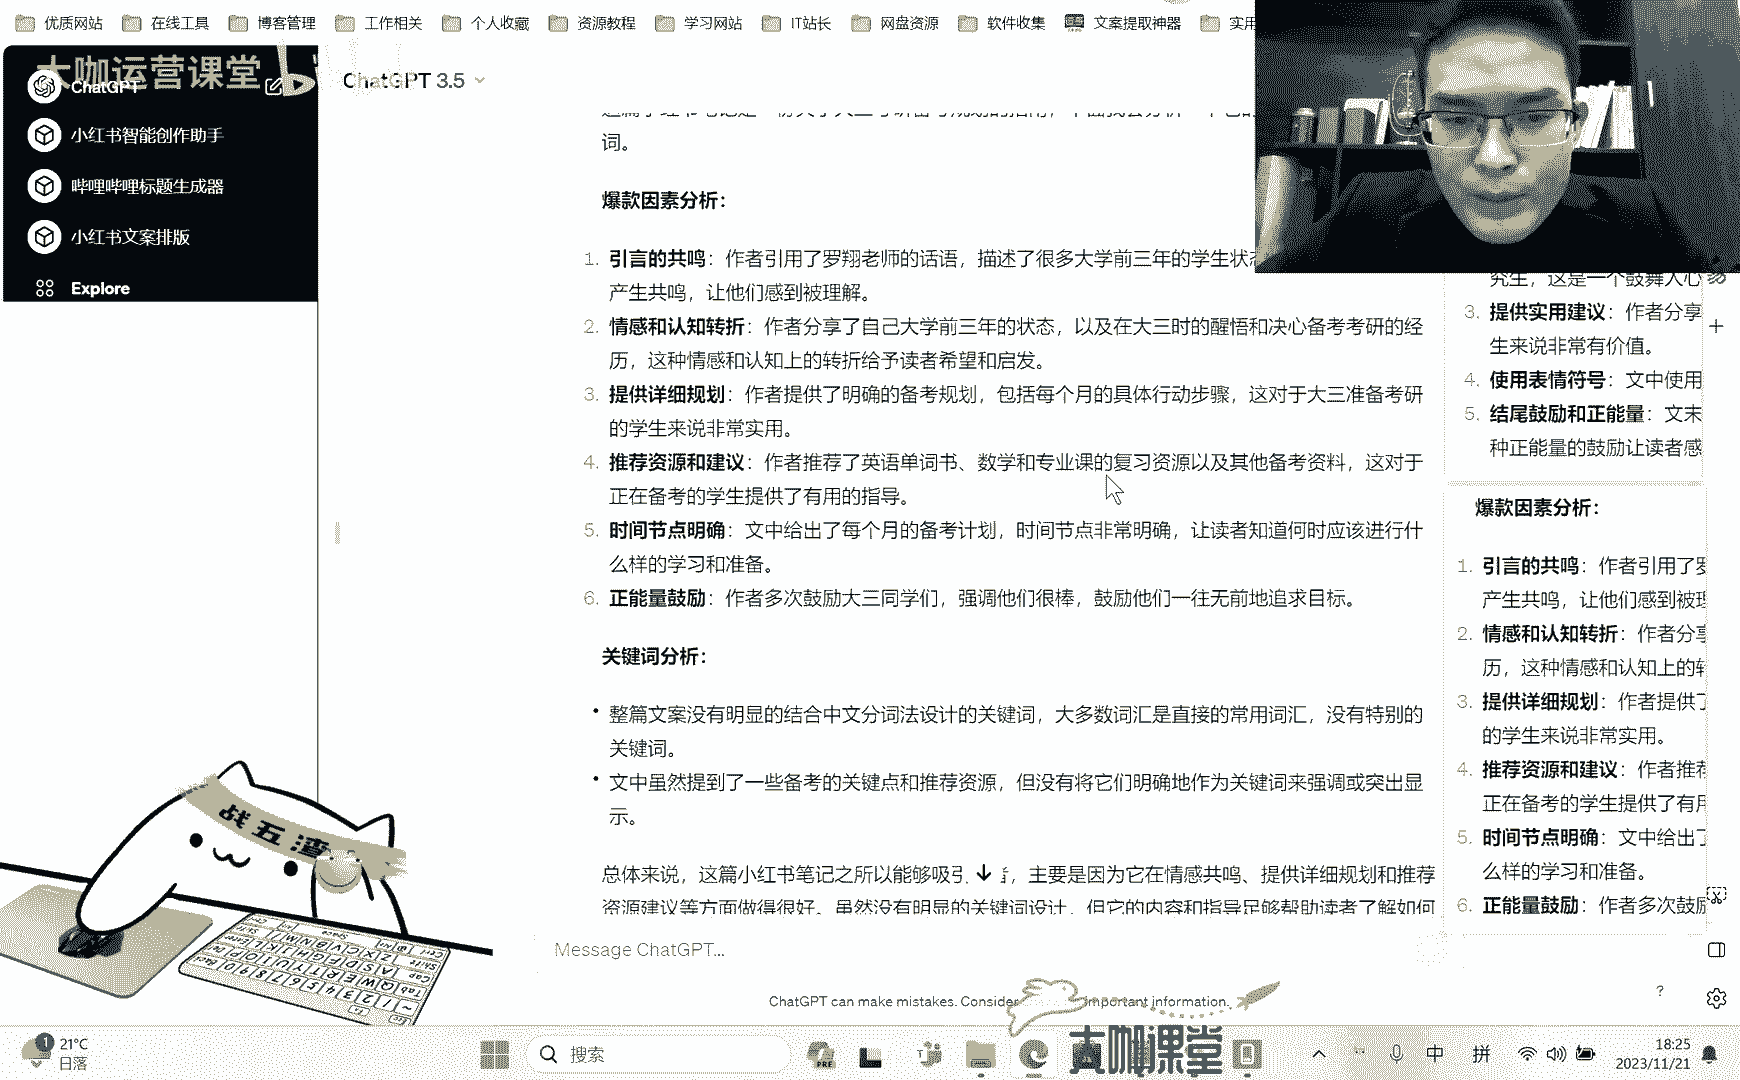 优质网站
在线工具
博客管理
工作相关
个人收藏
资源教程
学习网站
IT站长
网盘资源
软件收集
文案提取神器
大咖运营课堂
ChatGPT
小红书智能创作助手
哔哩哔哩标题生成器
小红书文案排版
Explore
ChatGPT 3.5
词。
爆款因素分析：
1. 引言的共鸣：作者引用了罗翔老师的话语，描述了很多大学前三年的学生状态
产生共鸣，让他们感到被理解。
2. 情感和认知转折：作者分享了自己大学前三年的状态，以及在大三时的醒悟和决心备考考研的经
历，这种情感和认知上的转折给予读者希望和启发。
3. 提供详细规划：作者提供了明确的备考规划，包括每个月的具体行动步骤，这对于大三准备考研
的学生来说非常实用。
4. 推荐资源和建议：作者推荐了英语单词书、数学和专业课的复习资源以及其他备考资料，这对于
正在备考的学生提供了有用的指导。
5. 时间节点明确：文中给出了每个月的备考计划，时间节点非常明确，让读者知道何时应该进行什
么样的学习和准备。
6. 正能量鼓励：作者多次鼓励大三同学们，强调他们很棒，鼓励他们一往无前地追求目标。
关键词分析：
• 整篇文案没有明显的结合中文分词法设计的关键词，大多数词汇是直接的常用词汇，没有特别的
关键词。
• 文中虽然提到了一些备考的关键点和推荐资源，但没有将它们明确地作为关键词来强调或突出显
示。
总体来说，这篇小红书笔记之所以能够吸引 ，主要是因为它在情感共鸣、提供详细规划和推荐
资源建议等方面做得很好。虽然没有明显的关键词设计，但它的内容和指导足够帮助读者了解如何
Message ChatGPT...
ChatGPT can make mistakes. Consider important information.
究生，这是一个鼓舞人心
3. 提供实用建议：作者分享
生来说非常有价值。
4. 使用表情符号：文中使用
5. 结尾鼓励和正能量：文末
种正能量的鼓励让读者感
爆款因素分析：
1. 引言的共鸣：作者引用了
产生共鸣，让他们感到被
2. 情感和认知转折：作者分
历，这种情感和认知上的
3. 提供详细规划：作者提供
的学生来说非常实用。
4. 推荐资源和建议：作者推荐
正在备考的学生提供了有
5. 时间节点明确：文中给出
么样的学习和准备。
6. 正能量鼓励：作者多次鼓
?
战五渣
大咖课堂
1
21°C
日落
搜索
PRE
中
拼
18:25
2023/11/21